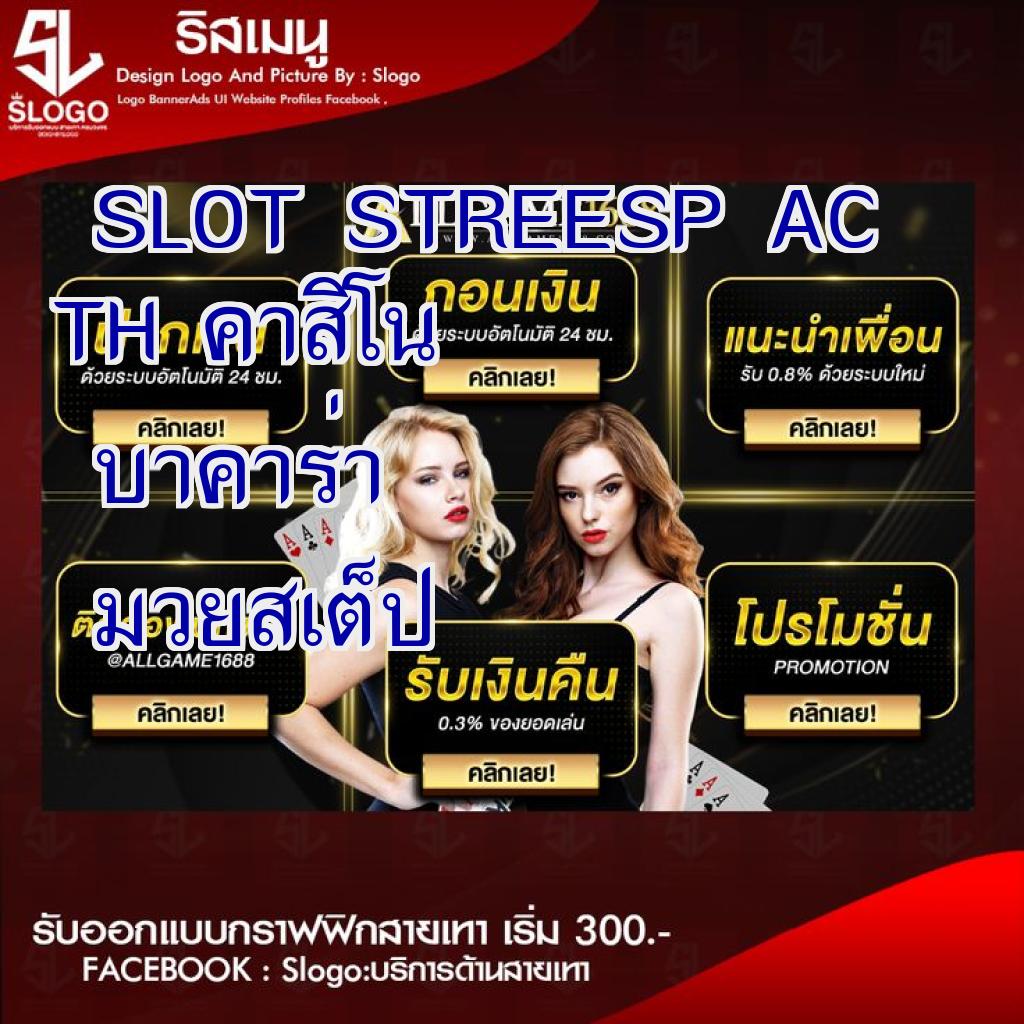 SL
SLOGO
ริสเมนู
Design Logo And Picture By : Slogo
Logo BannerAds UI Website Profiles Facebook .
SLOT STREESP AC
TH คาสิโน
บาคาร่า
มวยสเต็ป
ด้วยระบบอัตโนมัติ 24 ชม.
คลิกเลย!
ถอนเงิน
ด้วยระบบอัตโนมัติ 24 ชม.
คลิกเลย!
แนะนำเพื่อน
รับ 0.8% ด้วยระบบใหม่
คลิกเลย!
@ALLGAME1688
คลิกเลย!
รับเงินคืน
0.3% ของยอดเล่น
คลิกเลย!
โปรโมชั่น
PROMOTION
คลิกเลย!
รับออกแบบกราฟฟิกสายเทา เริ่ม 300.-
FACEBOOK : Slogo:บริการด้านสายเทา